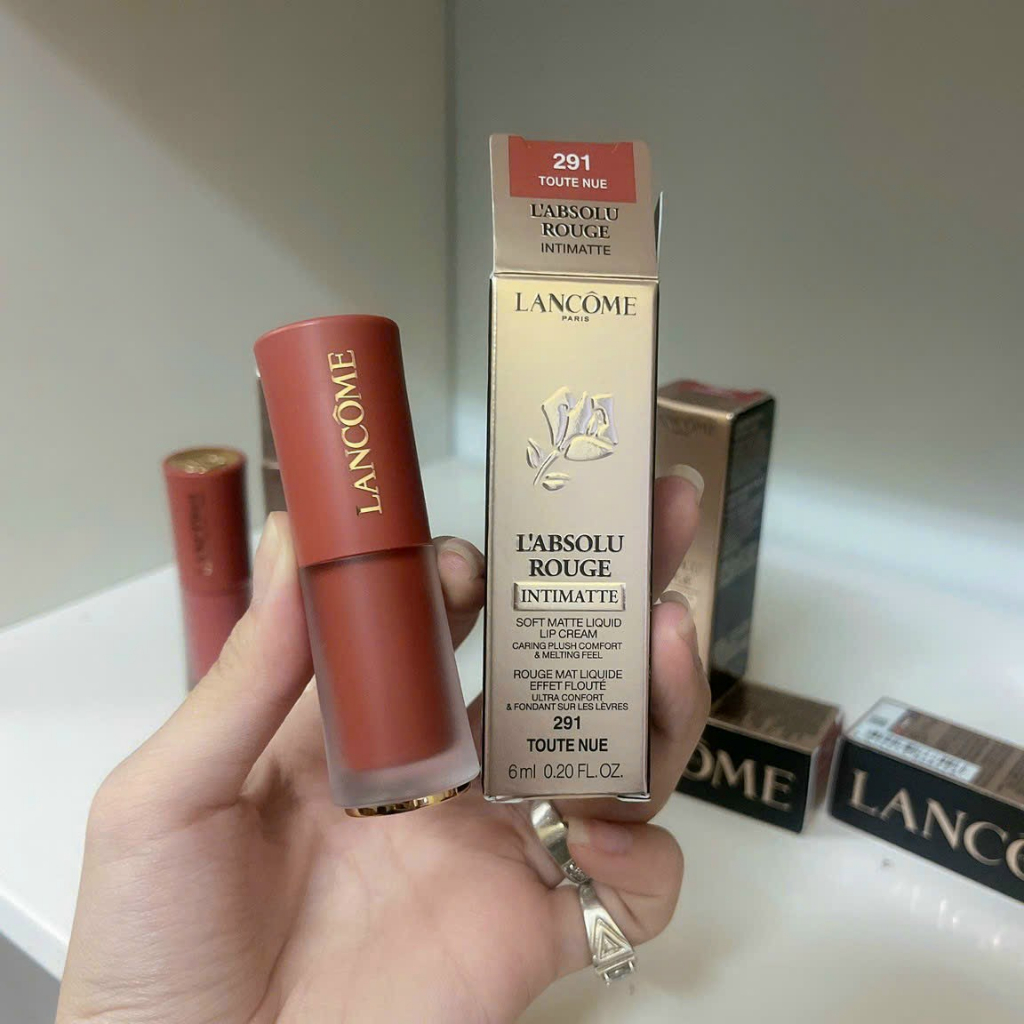 291
TOUTE NUE
L'ABSOLU
ROUGE
INTIMATTE
LANCÔME
PARIS
L'ABSOLU
ROUGE
INTIMATTE
SOFT MATTE LIQUID
LIP CREAM
CARING PLUSH COMFORT
& MELTING FEEL
ROUGE MAT LIQUIDE
EFFET FLOUTÉ
ULTRA CONFORT
& FONDANT SUR LES LÈVRES
291
TOUTE NUE
6 ml 0.20 FL. OZ.
LANCÔME
LANCÔME
ÔME
LANCÔ